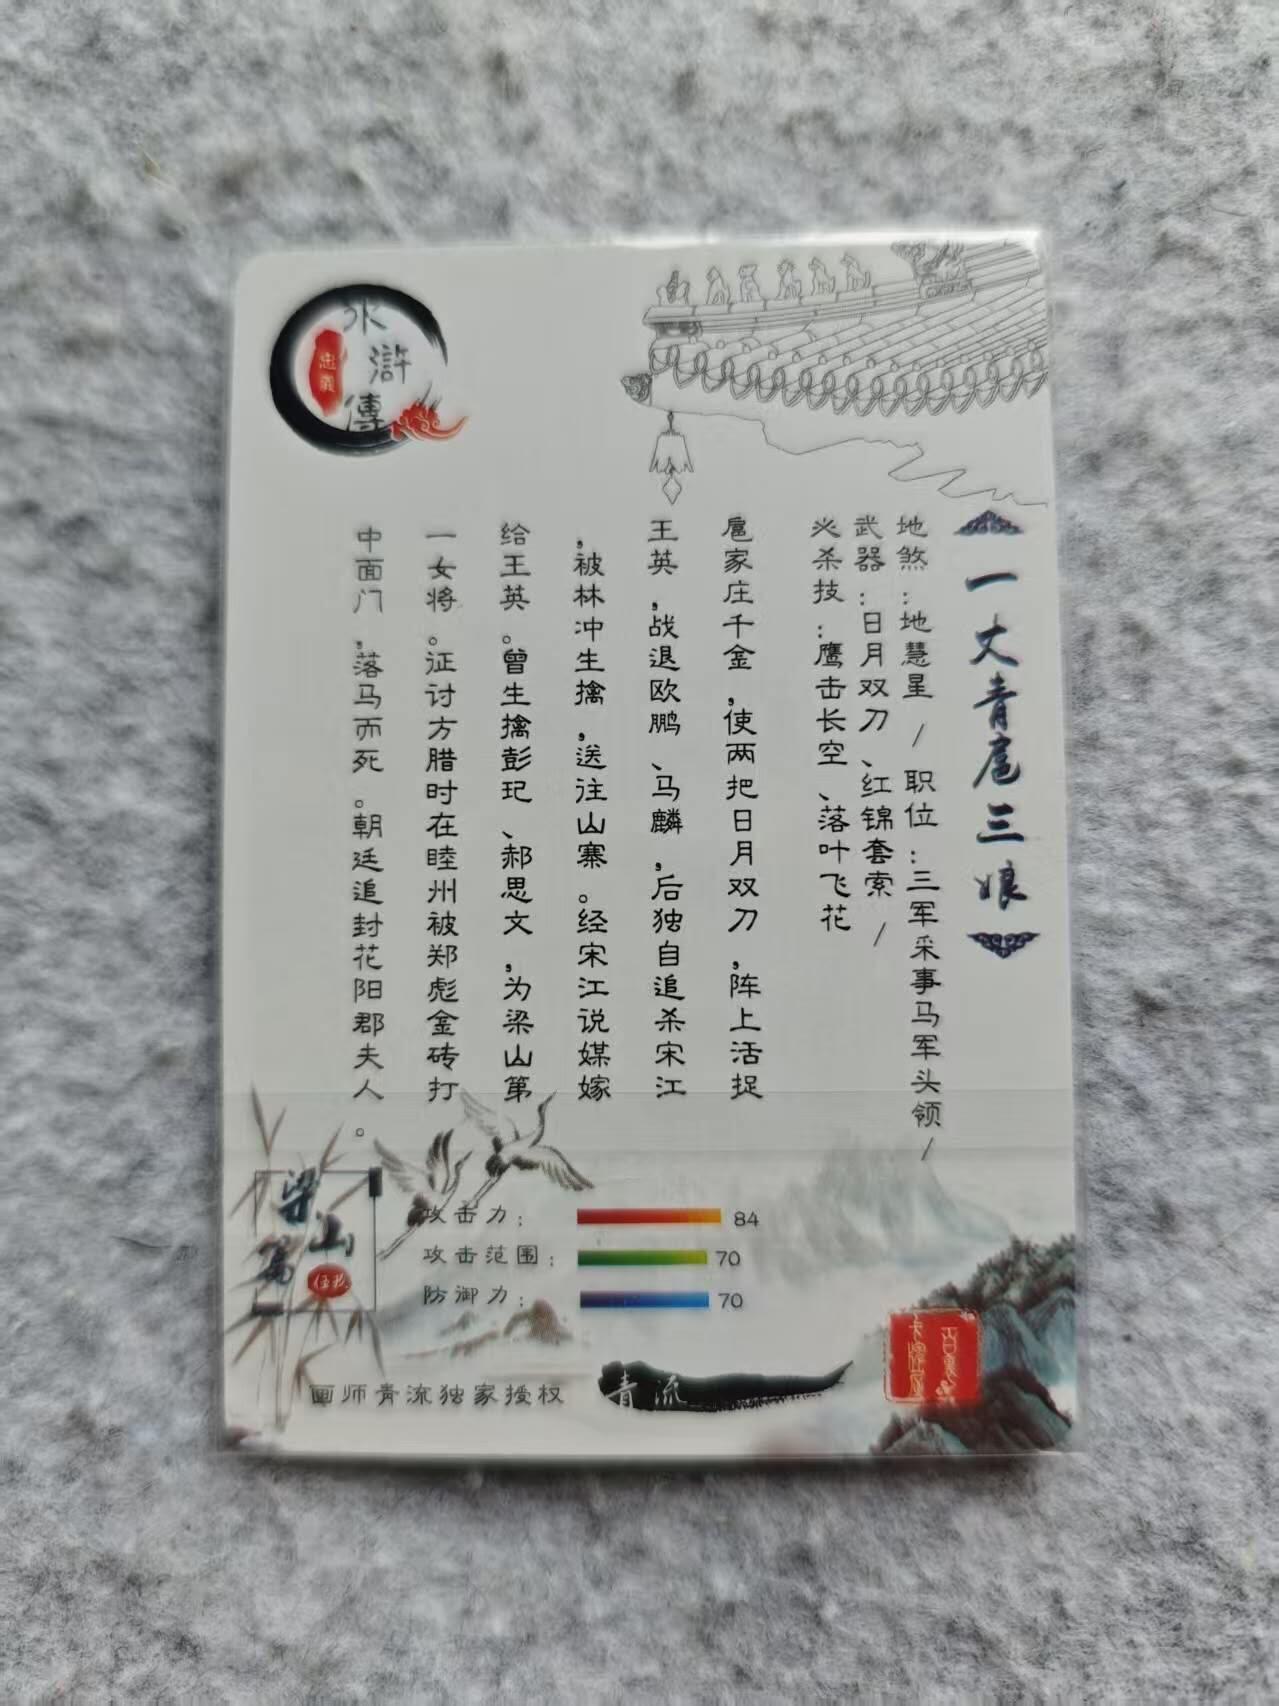 水滸傳
忠義
一丈青扈三娘
地煞：地慧星 / 职位：三军采事马军头领 /
武器：日月双刀、红锦套索 /
必杀技：鹰击长空、落叶飞花
扈家庄千金，使两把日月双刀，阵上活捉
王英，战退欧鹏、马麟，后独自追杀宋江
，被林冲生擒，送往山寨。经宋江说媒嫁
给王英。曾生擒彭玘、郝思文，为梁山第
一女将。征讨方腊时在睦州被郑彪金砖打
中面门，落马而死。朝廷追封花阳郡夫人。
梁山篇
攻击力： 84
攻击范围： 70
防御力： 70
画师青流独家授权
青流